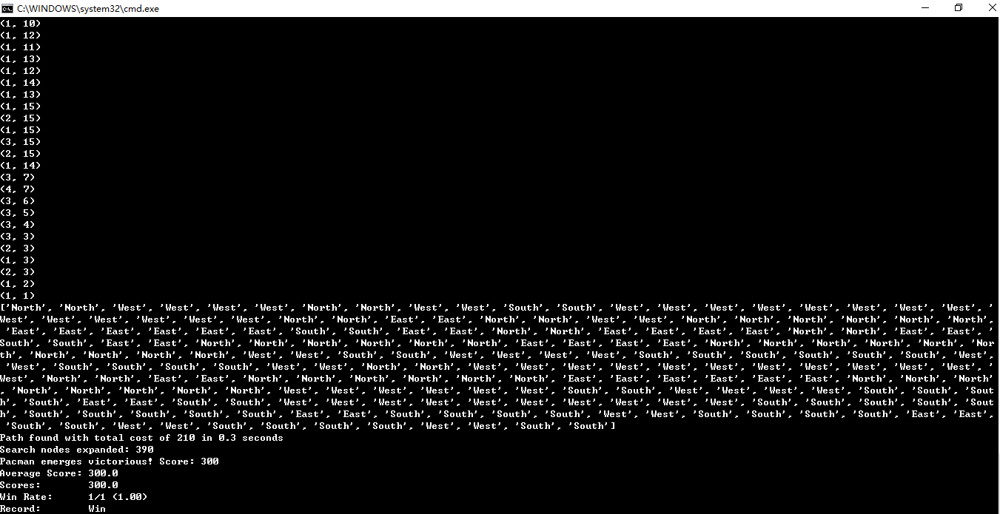 C:\WINDOWS\system32\cmd.exe
(1, 10)
(1, 12)
(1, 11)
(1, 13)
(1, 12)
(1, 14)
(1, 13)
(1, 15)
(2, 15)
(1, 15)
(3, 15)
(2, 15)
(1, 14)
(3, 7)
(4, 7)
(3, 6)
(3, 5)
(3, 4)
(3, 3)
(2, 3)
(1, 3)
(2, 3)
(1, 2)
(1, 1)
['North', 'North', 'West', 'West', 'West', 'West', 'North', 'North', 'West', 'West', 'South', 'South', 'West', 'West', 'West', 'West', 'West', 'West', 'West', 'West', '
West', 'West', 'West', 'West', 'West', 'West', 'North', 'North', 'East', 'East', 'North', 'North', 'West', 'West', 'North', 'North', 'North', 'North', 'North', 'North',
 'East', 'East', 'East', 'East', 'East', 'East', 'South', 'South', 'East', 'East', 'North', 'North', 'East', 'East', 'East', 'East', 'North', 'North', 'East', 'East', '
South', 'South', 'East', 'East', 'North', 'North', 'North', 'North', 'North', 'North', 'East', 'East', 'East', 'East', 'North', 'North', 'North', 'North', 'North', 'Nor
th', 'North', 'North', 'North', 'North', 'West', 'West', 'South', 'South', 'West', 'West', 'West', 'West', 'South', 'South', 'South', 'South', 'South', 'South', 'West',
 'West', 'South', 'South', 'South', 'South', 'West', 'West', 'North', 'North', 'West', 'West', 'West', 'West', 'West', 'West', 'West', 'West', 'West', 'West', 'West', '
West', 'North', 'North', 'East', 'East', 'North', 'North', 'North', 'North', 'North', 'North', 'East', 'East', 'East', 'East', 'East', 'East', 'North', 'North', 'North'
, 'North', 'North', 'North', 'North', 'North', 'West', 'West', 'West', 'West', 'West', 'West', 'South', 'South', 'West', 'West', 'West', 'West', 'South', 'South', 'Sout
h', 'South', 'East', 'East', 'South', 'South', 'West', 'West', 'West', 'West', 'West', 'West', 'West', 'West', 'West', 'West', 'South', 'South', 'South', 'South', 'Sout
h', 'South', 'South', 'South', 'South', 'South', 'East', 'East', 'South', 'South', 'South', 'South', 'West', 'West', 'South', 'South', 'South', 'South', 'East', 'East',
 'South', 'South', 'West', 'West', 'South', 'South', 'South', 'South', 'West', 'West', 'South', 'South']
Path found with total cost of 210 in 0.3 seconds
Search nodes expanded: 390
Pacman emerges victorious! Score: 300
Average Score: 300.0
Scores:        300.0
Win Rate:      1/1 (1.00)
Record:        Win